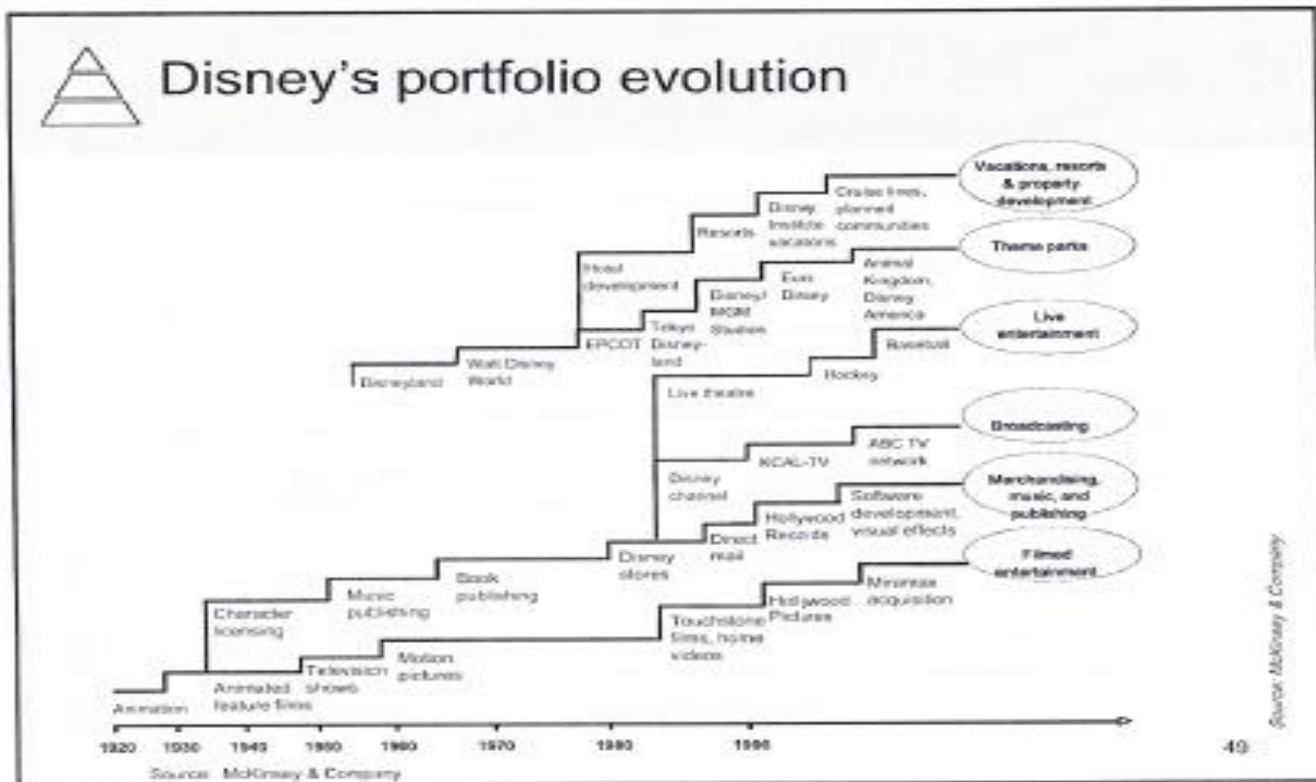 Disney's portfolio evolution
Vacations, resorts
& property
development
Cruise lines,
planned
communities
Disney
Institute
vacations
Resorts
Hotel
development
Theme parks
Animal
Kingdom,
Disney
America
Euro
Disney
Disney/
MGM
Studios
Tokyo
Disney-
land
EPCOT
Walt Disney
World
Disneyland
Live
entertainment
Baseball
Hockey
Live theatre
Broadcasting
ABC TV
network
KCAL-TV
Disney
channel
Merchandising,
music, and
publishing
Software
development,
visual effects
Hollywood
Records
Direct
mail
Disney
stores
Book
publishing
Music
publishing
Character
licensing
Filmed
entertainment
Miramax
acquisition
Hollywood
Pictures
Touchstone
films, home
videos
Motion
pictures
Television
shows
Animated
feature films
Animation
1920 1930 1940 1950 1960 1970 1980 1990
Source: McKinsey & Company
49
Source: McKinsey & Company